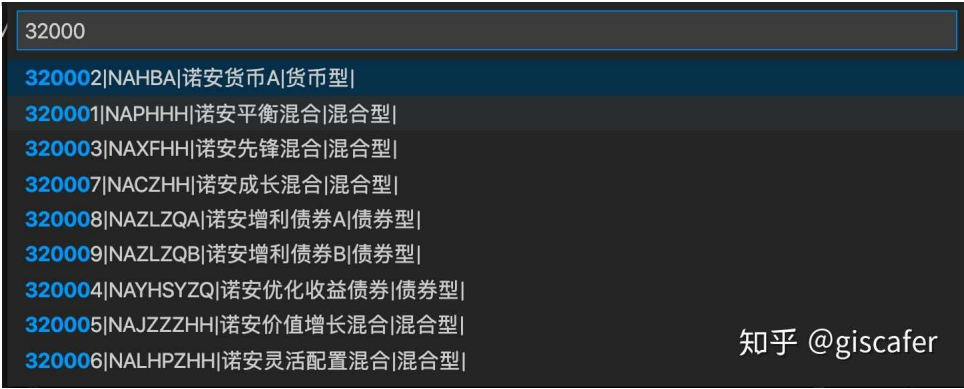 32000
320002|NAHBA|诺安货币A|货币型|
320001|NAPHHH|诺安平衡混合|混合型|
320003|NAXFHH|诺安先锋混合|混合型|
320007|NACZHH|诺安成长混合|混合型|
320008|NAZLZQA|诺安增利债券A|债券型|
320009|NAZLZQB|诺安增利债券B|债券型|
320004|NAYHSYZQ|诺安优化收益债券|债券型|
320005|NAJZZZHH|诺安价值增长混合|混合型|
320006|NALHPZHH|诺安灵活配置混合|混合型|
知乎 @giscafer